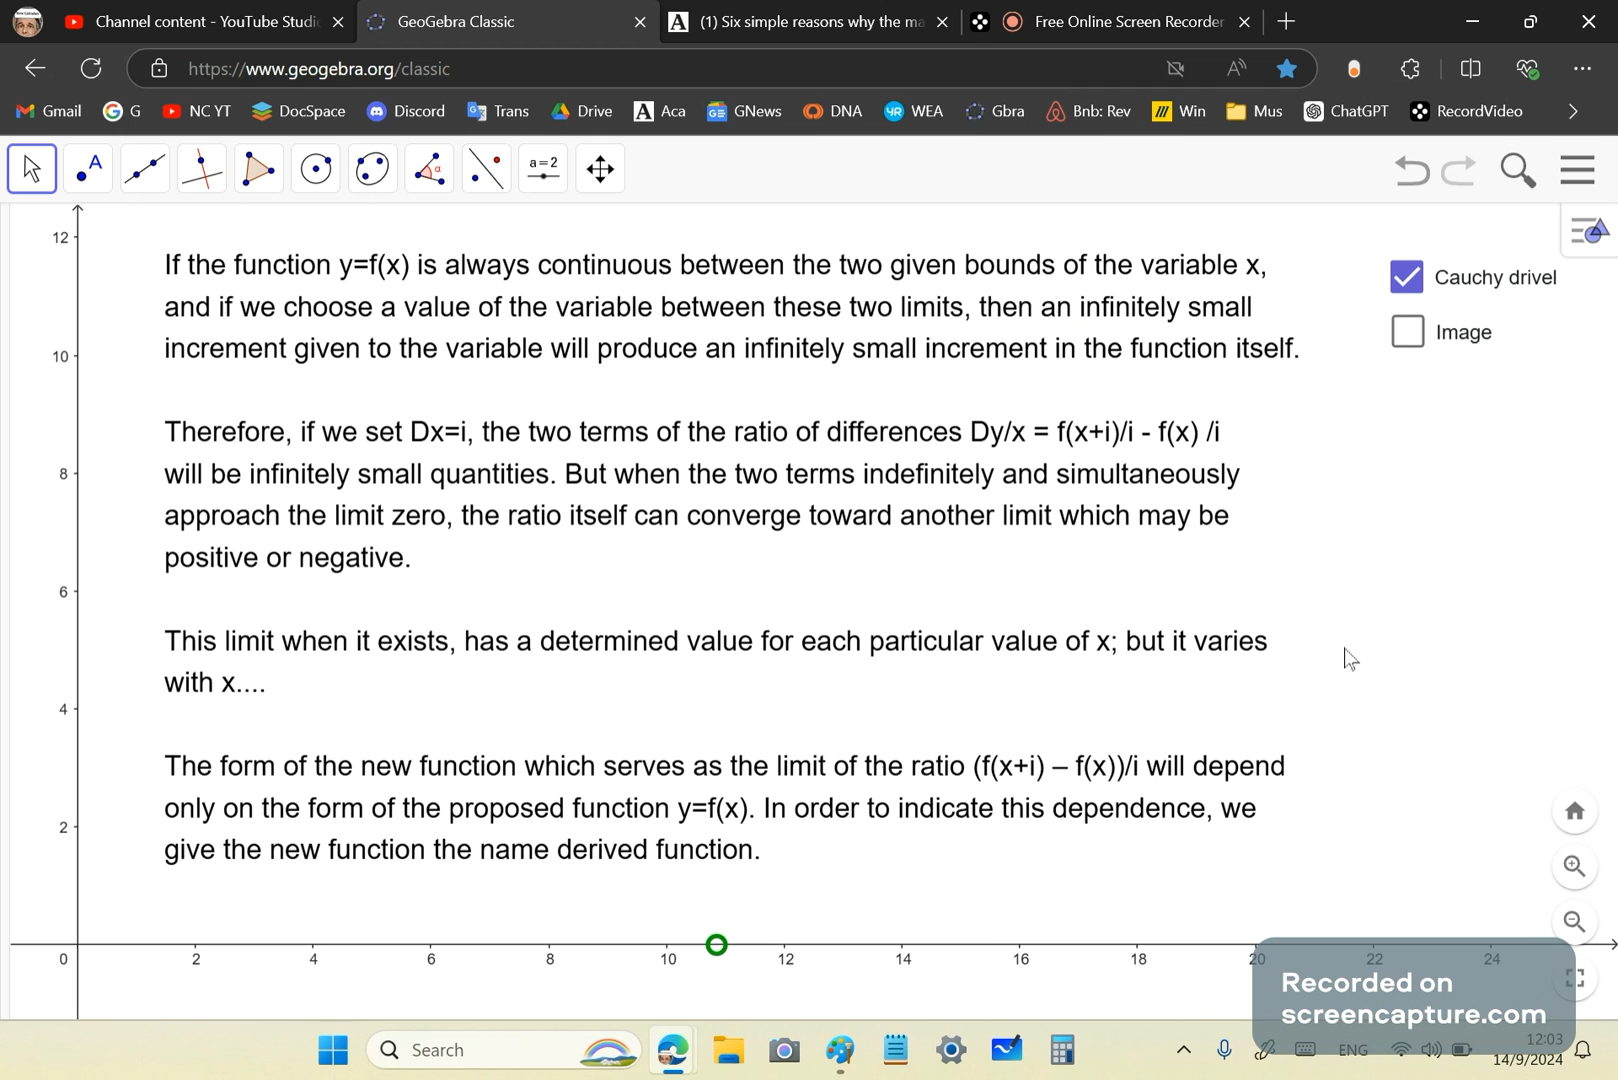 Channel content - YouTube Studi
GeoGebra Classic
(1) Six simple reasons why the ma
Free Online Screen Recorder
https://www.geogebra.org/classic
Gmail G NC YT DocSpace Discord Trans Drive Aca GNews DNA WEA Gbra Bnb: Rev Win Mus ChatGPT RecordVideo
A α a=2
12
If the function y=f(x) is always continuous between the two given bounds of the variable x,
and if we choose a value of the variable between these two limits, then an infinitely small
increment given to the variable will produce an infinitely small increment in the function itself.
Cauchy drivel
Image
10
Therefore, if we set Dx=i, the two terms of the ratio of differences Dy/x = f(x+i)/i - f(x) /i
will be infinitely small quantities. But when the two terms indefinitely and simultaneously
approach the limit zero, the ratio itself can converge toward another limit which may be
positive or negative.
8
6
This limit when it exists, has a determined value for each particular value of x; but it varies
with x....
4
The form of the new function which serves as the limit of the ratio (f(x+i) – f(x))/i will depend
only on the form of the proposed function y=f(x). In order to indicate this dependence, we
give the new function the name derived function.
2
0 2 4 6 8 10 12 14 16 18 20 22 24
Recorded on
screencapture.com
Search
ENG
12:03
14/9/2024